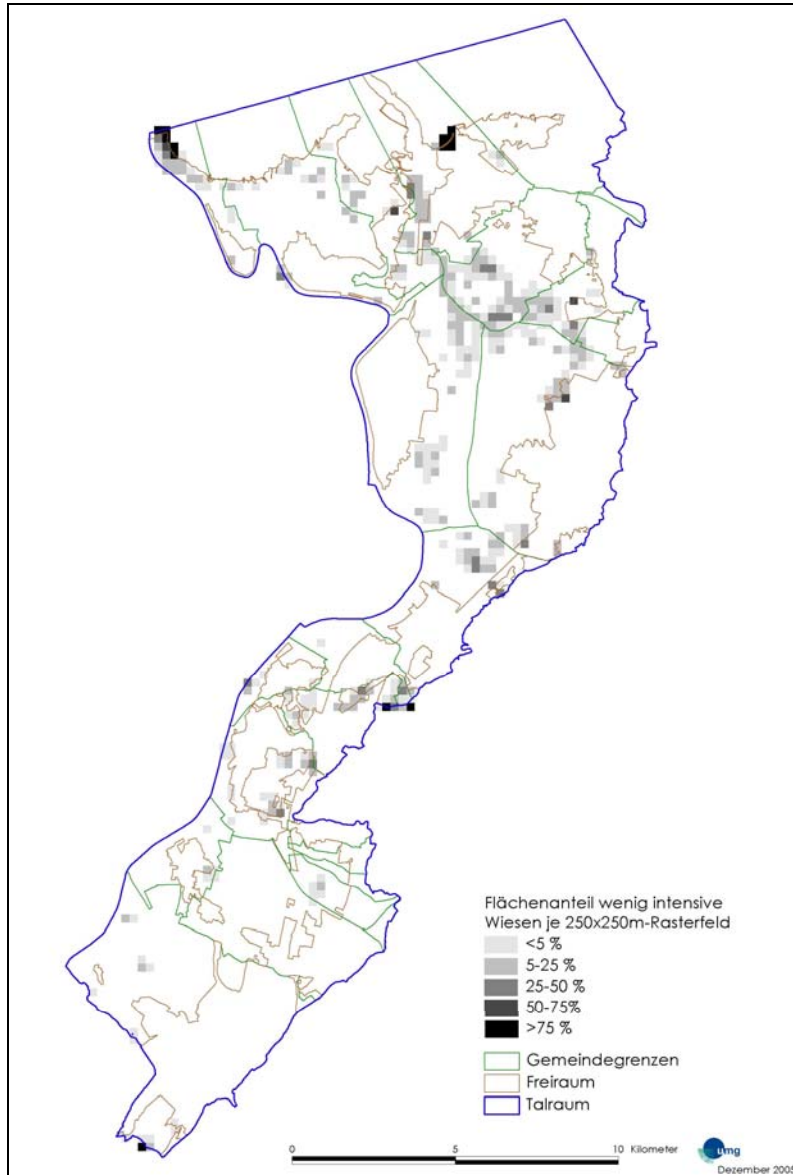 Flächenanteil wenig intensive
Wiesen je 250x250m-Rasterfeld
<5 %
5-25 %
25-50 %
50-75%
>75 %
Gemeindegrenzen
Freiraum
Talraum
0 5 10 Kilometer
umg
Dezember 2005